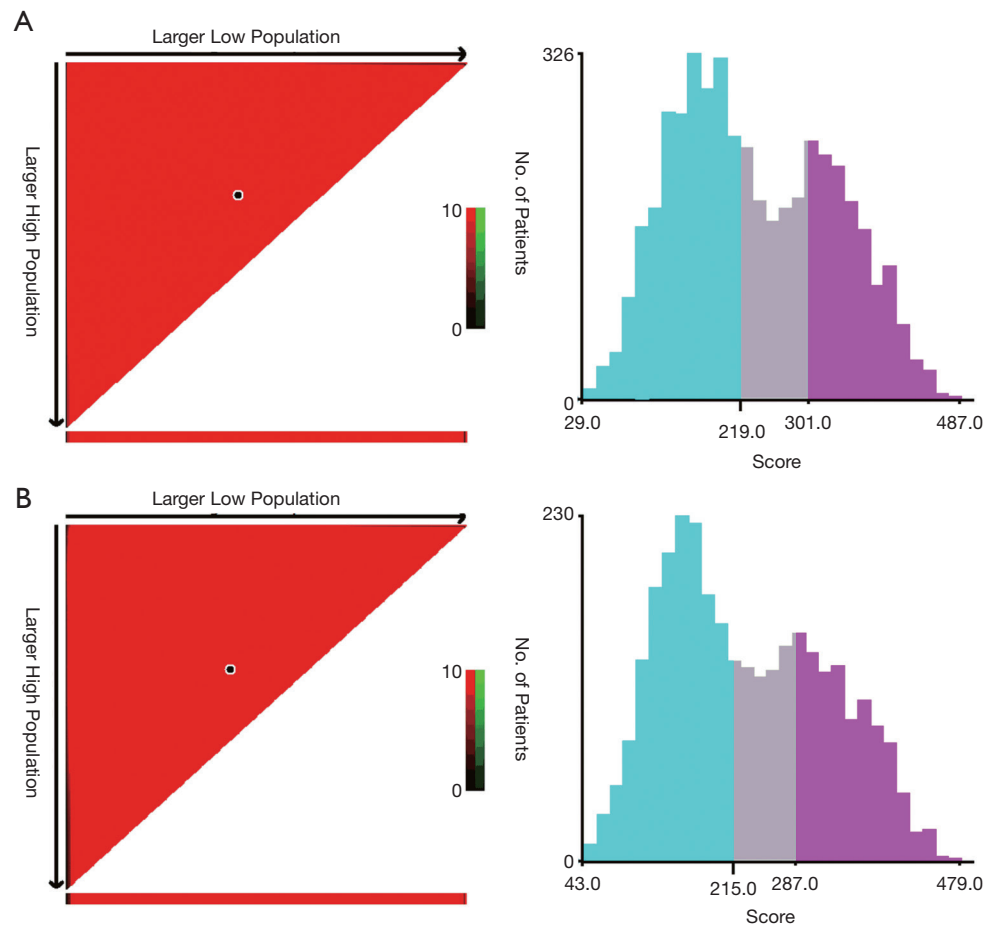 A
Larger Low Population
Larger High Population
10
0
326
0
No. of Patients
29.0
219.0
301.0
487.0
Score
B
Larger Low Population
Larger High Population
10
0
230
0
No. of Patients
43.0
215.0
287.0
479.0
Score